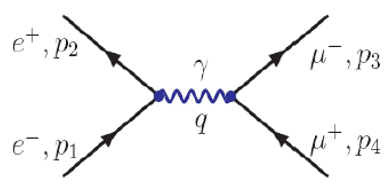 e⁺, p₂
γ
μ⁻, p₃
q
e⁻, p₁
μ⁺, p₄